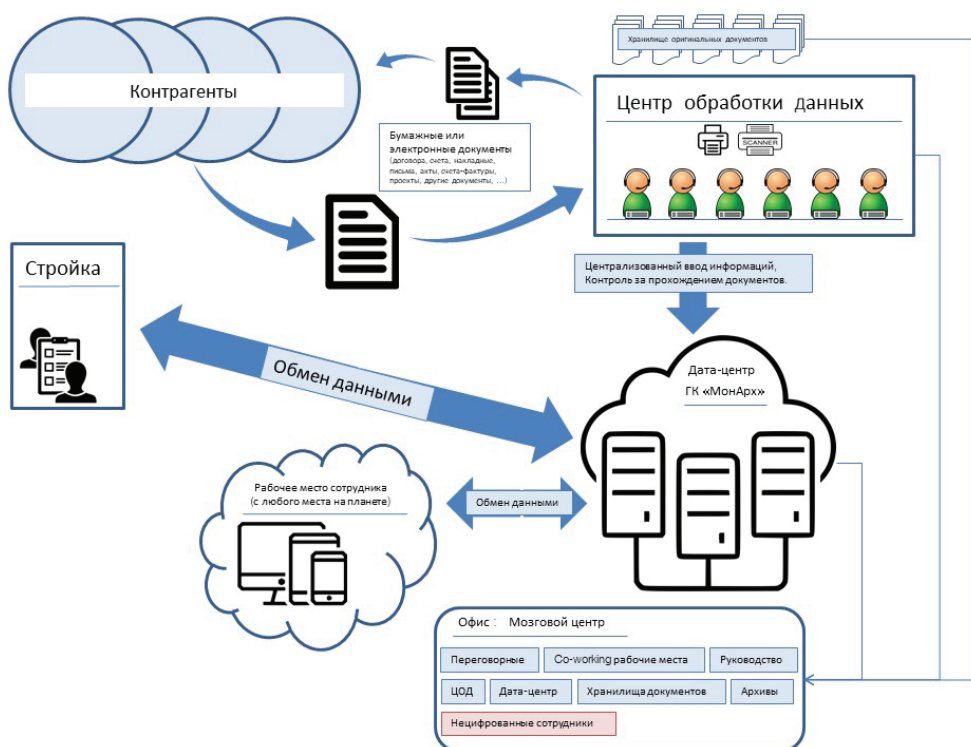 Хранилище оригинальных документов
Контрагенты
Центр обработки данных
SCANNER
Бумажные или
электронные документы
(договора, счета, накладные,
письма, акты, счета-фактуры,
проекты, другие документы, ...)
Стройка
Централизованный ввод информаций,
Контроль за прохождением документов.
Обмен данными
Дата-центр
ГК «МонАрх»
Рабочее место сотрудника
(с любого места на планете)
Обмен данными
Офис : Мозговой центр
Переговорные
Co-working рабочие места
Руководство
ЦОД
Дата-центр
Хранилища документов
Архивы
Нецифрованные сотрудники